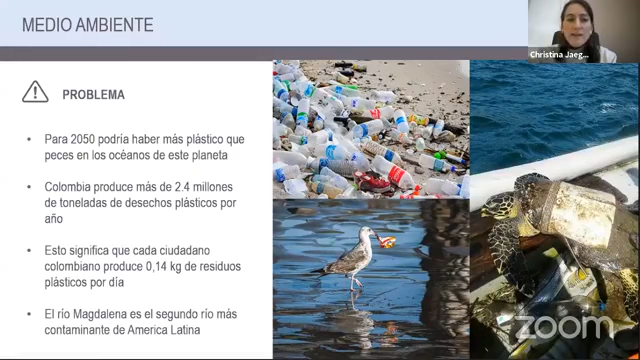 MEDIO AMBIENTE
Christina Jaeg...
PROBLEMA
• Para 2050 podría haber más plástico que
peces en los océanos de este planeta
• Colombia produce más de 2.4 millones
de toneladas de desechos plásticos por
año
• Esto significa que cada ciudadano
colombiano produce 0,14 kg de residuos
plásticos por día
• El río Magdalena es el segundo río más
contaminante de America Latina
zoom